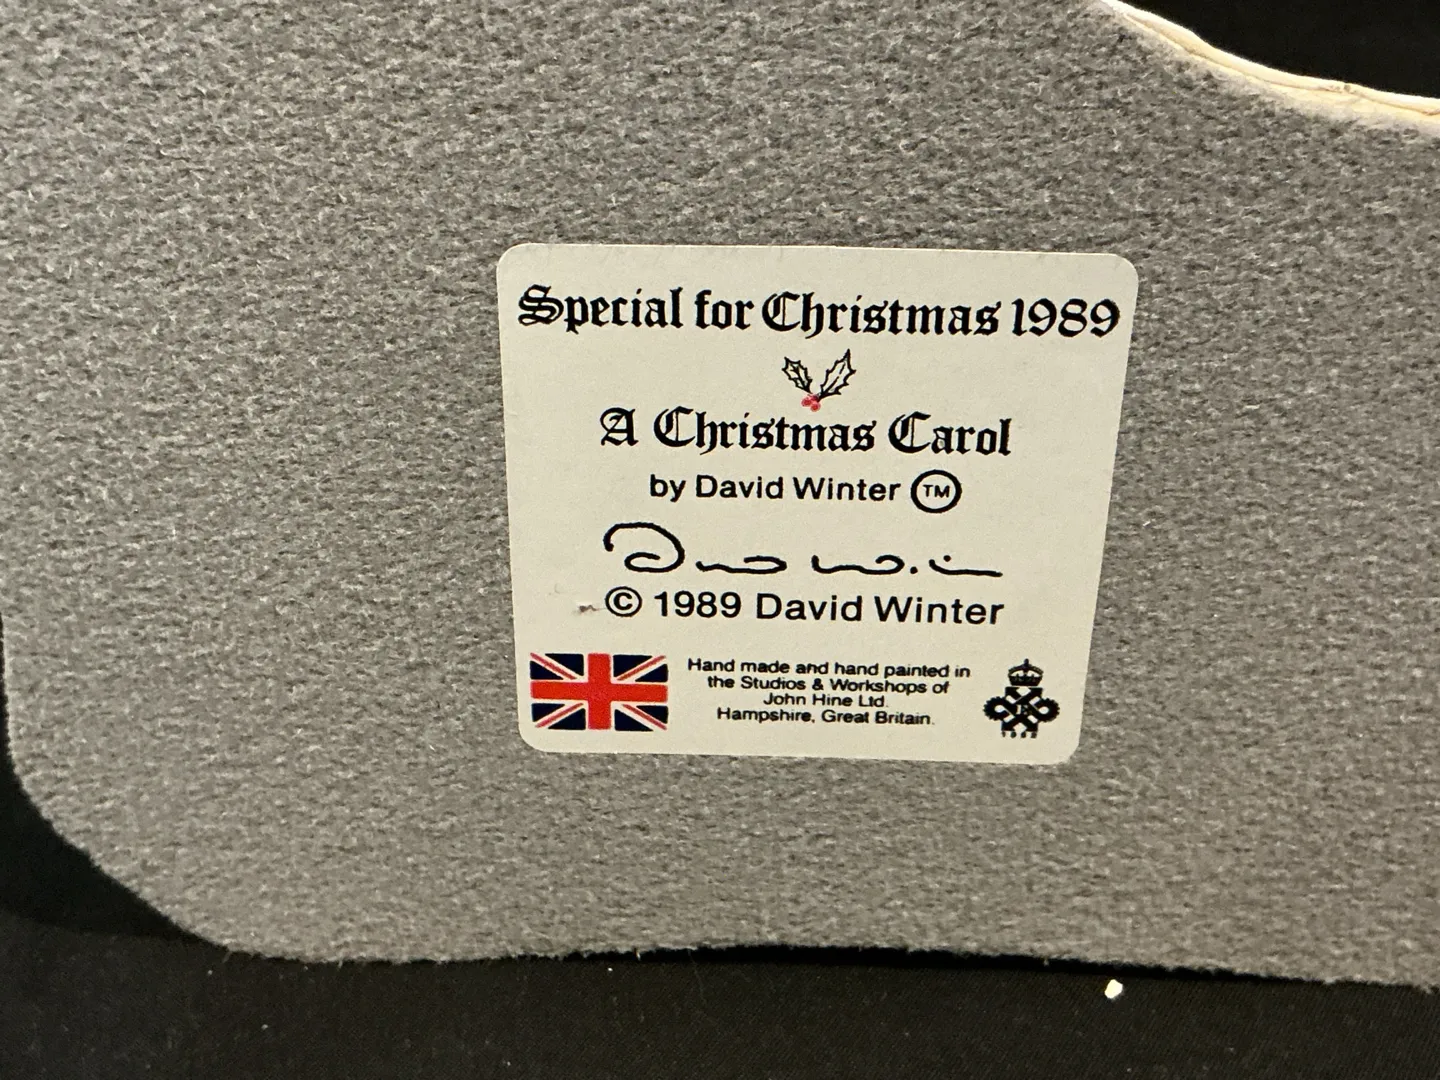 Special for Christmas 1989
A Christmas Carol
by David Winter TM
© 1989 David Winter
Hand made and hand painted in
the Studios & Workshops of
John Hine Ltd.
Hampshire, Great Britain.